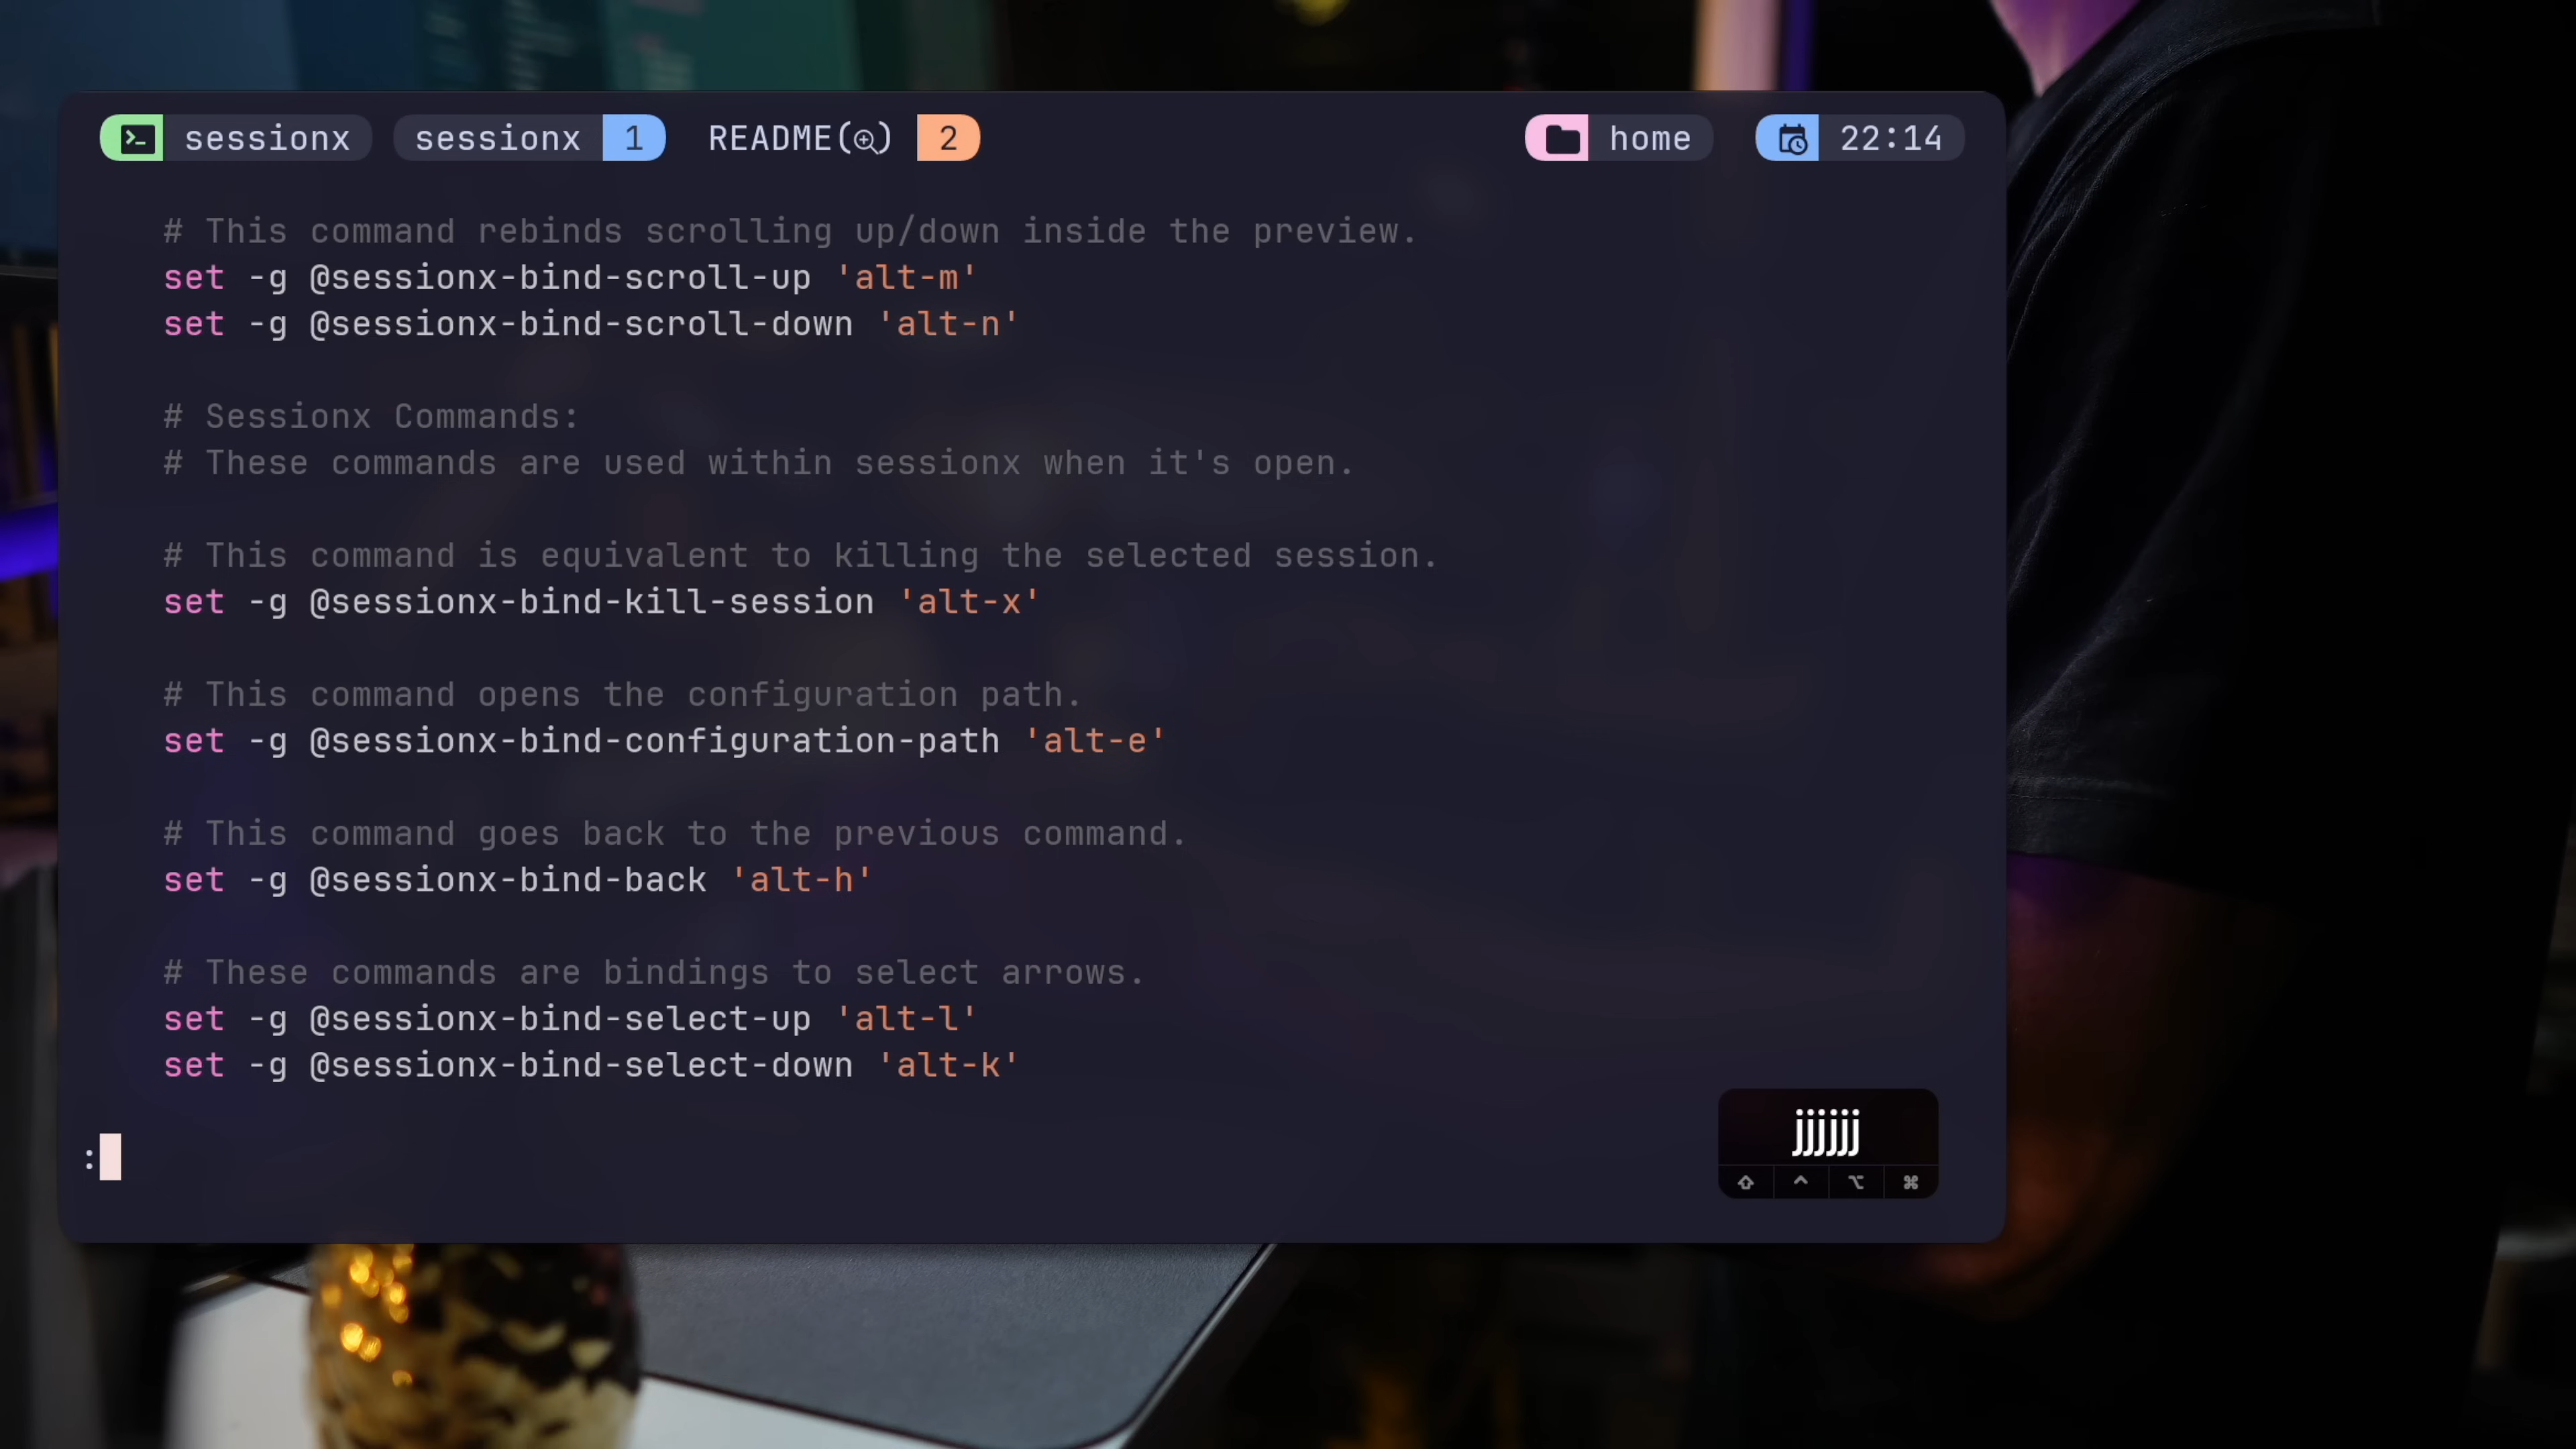 sessionx sessionx 1 README() 2 home 22:14
# This command rebinds scrolling up/down inside the preview.
set -g @sessionx-bind-scroll-up 'alt-m'
set -g @sessionx-bind-scroll-down 'alt-n'
# Sessionx Commands:
# These commands are used within sessionx when it's open.
# This command is equivalent to killing the selected session.
set -g @sessionx-bind-kill-session 'alt-x'
# This command opens the configuration path.
set -g @sessionx-bind-configuration-path 'alt-e'
# This command goes back to the previous command.
set -g @sessionx-bind-back 'alt-h'
# These commands are bindings to select arrows.
set -g @sessionx-bind-select-up 'alt-l'
set -g @sessionx-bind-select-down 'alt-k'
jjjjjj
: